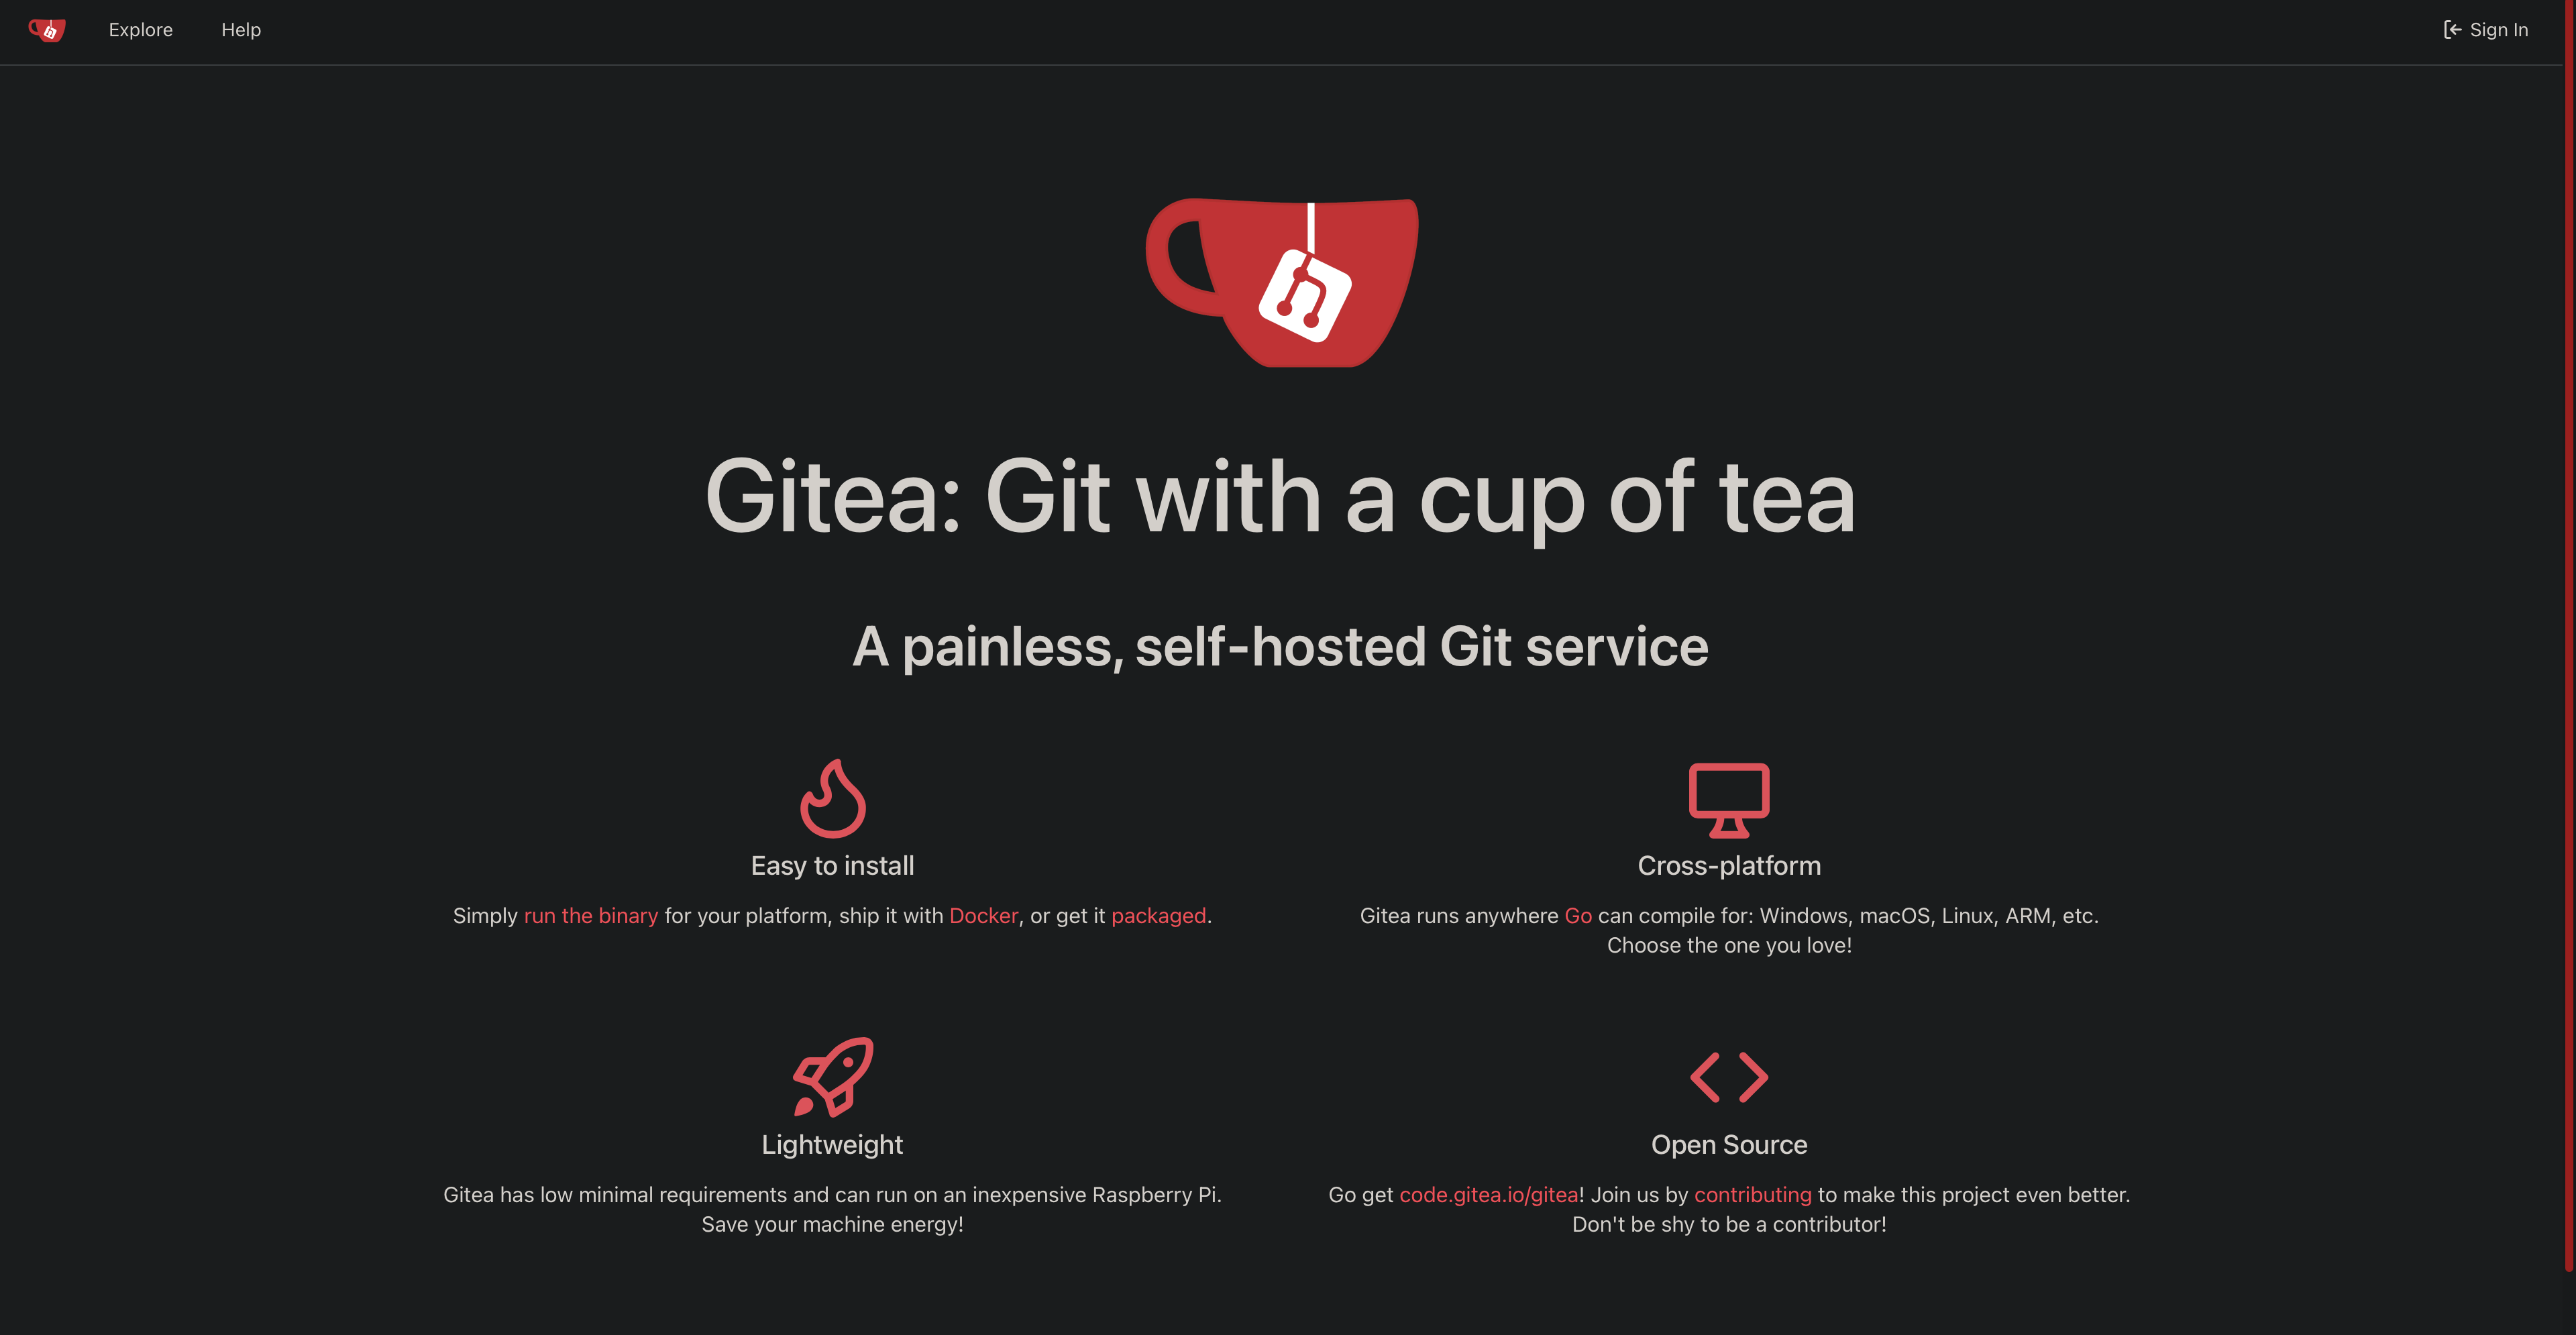 Explore Help Sign In
Gitea: Git with a cup of tea
A painless, self-hosted Git service
Easy to install
Simply run the binary for your platform, ship it with Docker, or get it packaged.
Cross-platform
Gitea runs anywhere Go can compile for: Windows, macOS, Linux, ARM, etc.
Choose the one you love!
Lightweight
Gitea has low minimal requirements and can run on an inexpensive Raspberry Pi.
Save your machine energy!
Open Source
Go get code.gitea.io/gitea! Join us by contributing to make this project even better.
Don't be shy to be a contributor!